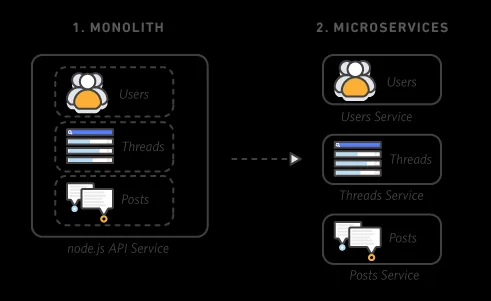 1. MONOLITH
Users
Threads
Posts
node.js API Service
2. MICROSERVICES
Users
Users Service
Threads
Threads Service
Posts
Posts Service